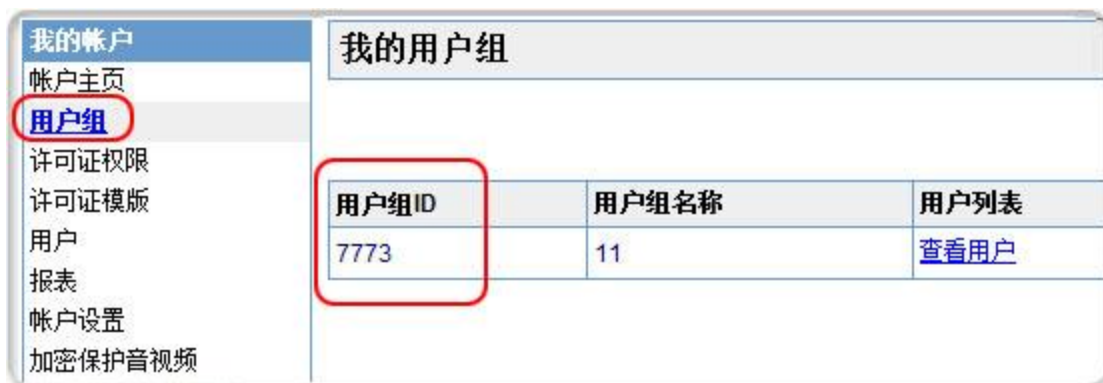 我的帐户
帐户主页
用户组
许可证权限
许可证模版
用户
报表
帐户设置
加密保护音视频
我的用户组
用户组ID 用户组名称 用户列表
7773 11 查看用户